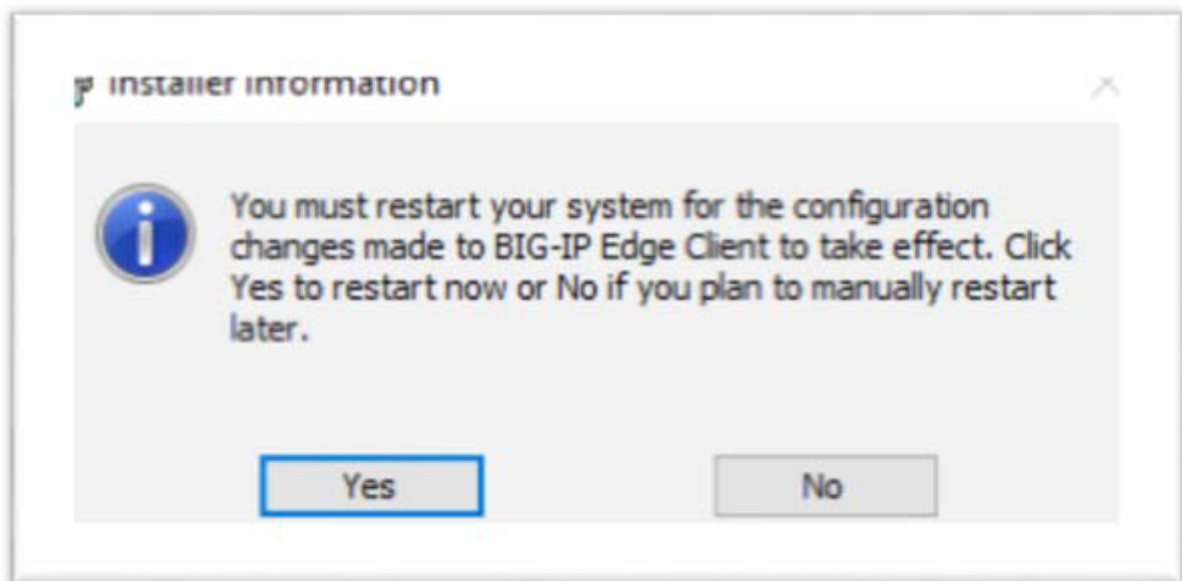 Installer Information
You must restart your system for the configuration
changes made to BIG-IP Edge Client to take effect. Click
Yes to restart now or No if you plan to manually restart
later.
Yes
No